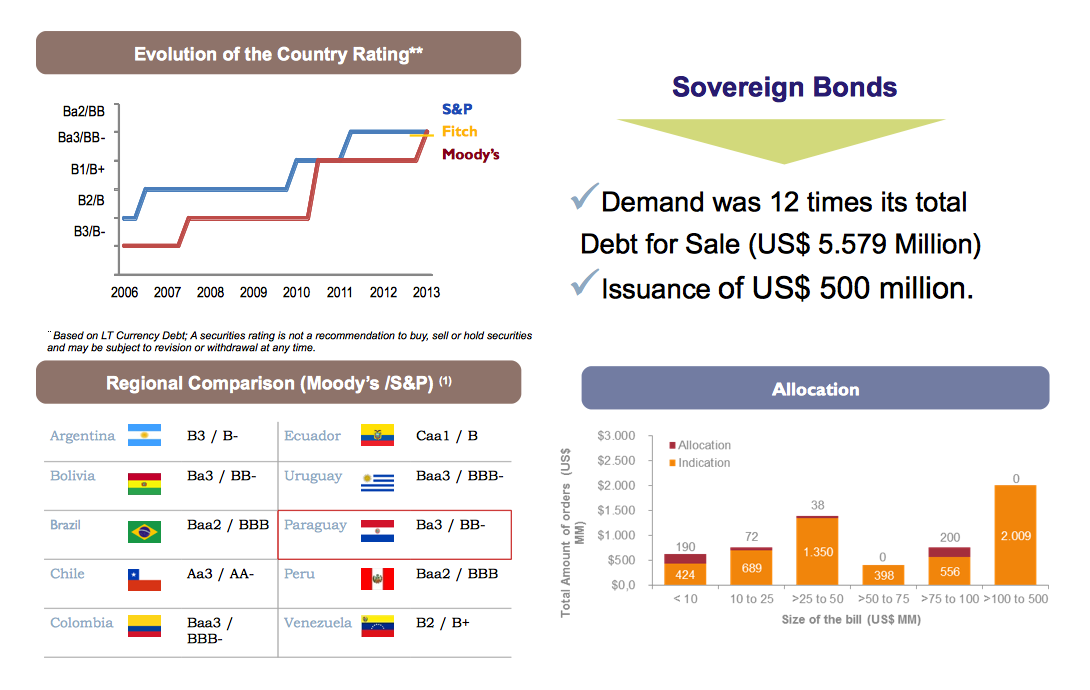 Evolution of the Country Rating**
Ba2/BB
Ba3/BB-
B1/B+
B2/B
B3/B-
S&P
Fitch
Moody's
2006 2007 2008 2009 2010 2011 2012 2013
¨ Based on LT Currency Debt; A securities rating is not a recommendation to buy, sell or hold securities
and may be subject to revision or withdrawal at any time.
Sovereign Bonds
✓Demand was 12 times its total
Debt for Sale (US$ 5.579 Million)
✓Issuance of US$ 500 million.
Regional Comparison (Moody's /S&P) (1)
Argentina B3 / B-
Bolivia Ba3 / BB-
Brazil Baa2 / BBB
Chile Aa3 / AA-
Colombia Baa3 /
BBB-
Ecuador Caa1 / B
Uruguay Baa3 / BBB-
Paraguay Ba3 / BB-
Peru Baa2 / BBB
Venezuela B2 / B+
Allocation
Total Amount of orders (US$
MM)
$3.000
$2.500
$2.000
$1.500
$1.000
$500
$0,0
Allocation
Indication
190 72 38 0 200 0
424 689 1.350 398 556 2.009
< 10 10 to 25 >25 to 50 >50 to 75 >75 to 100 >100 to 500
Size of the bill (US$ MM)